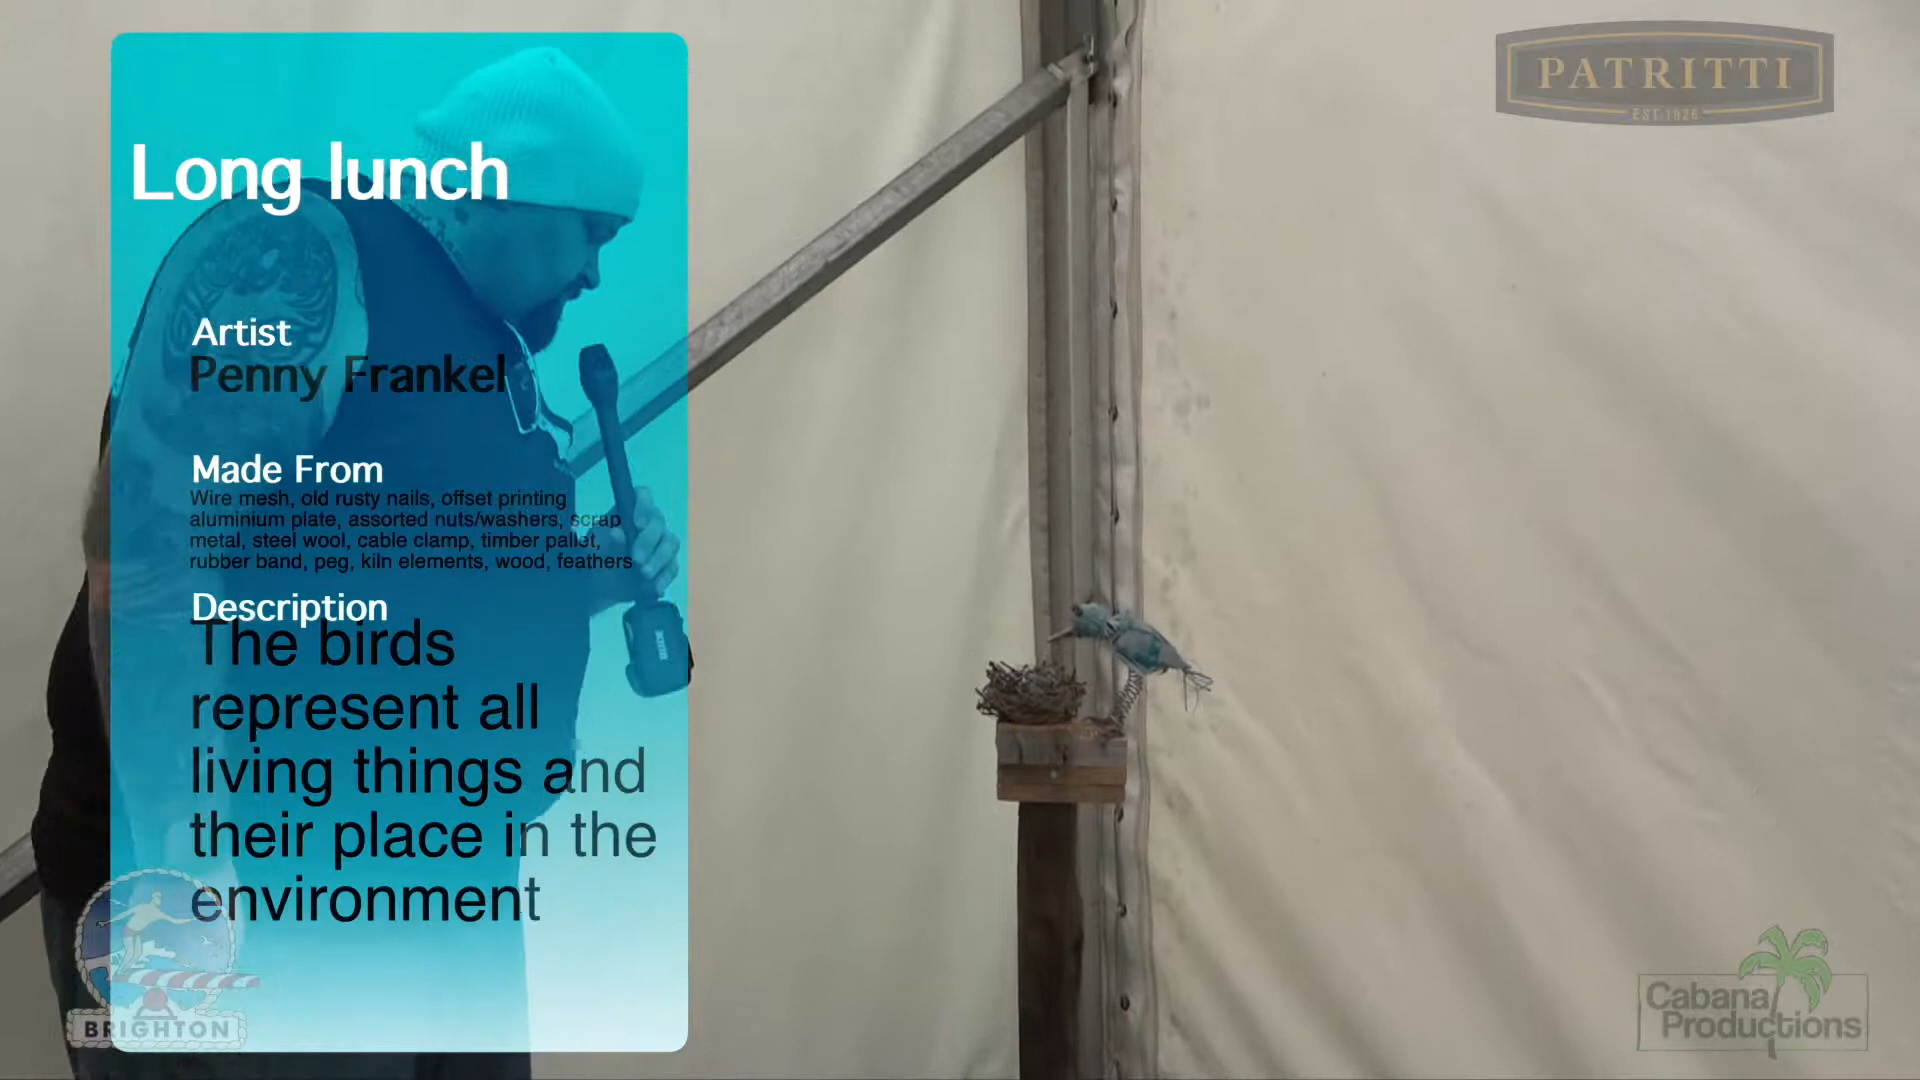 PATRITTI
EST.1926
Long lunch
Artist
Penny Frankel
Made From
Wire mesh, old rusty nails, offset printing
aluminium plate, assorted nuts/washers, scrap
metal, steel wool, cable clamp, timber pallet,
rubber band, peg, kiln elements, wood, feathers
Description
The birds
represent all
living things and
their place in the
environment
BRIGHTON
Cabana
Productions